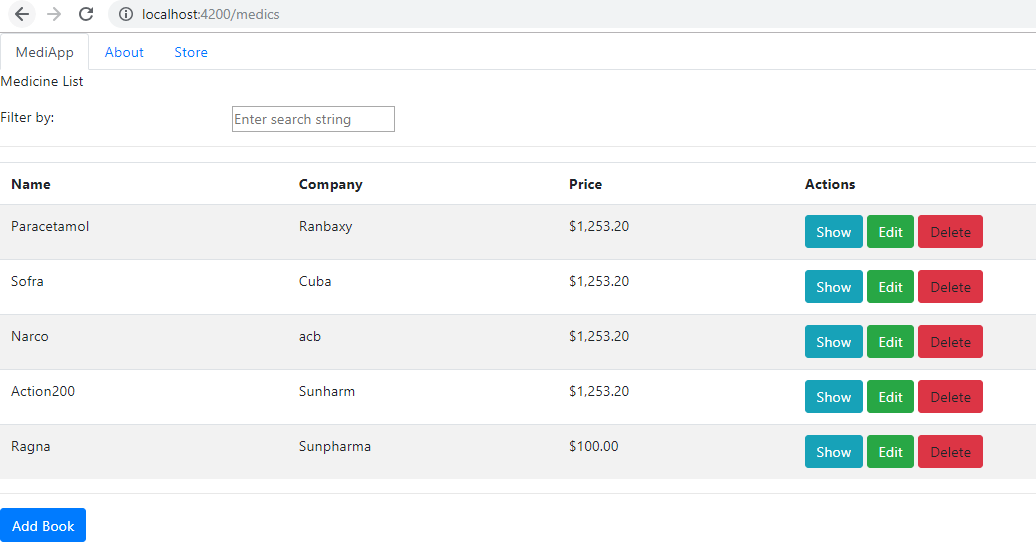 localhost:4200/medics
MediApp About Store
Medicine List
Filter by: Enter search string
Name Company Price Actions
Paracetamol Ranbaxy $1,253.20 Show Edit Delete
Sofra Cuba $1,253.20 Show Edit Delete
Narco acb $1,253.20 Show Edit Delete
Action200 Sunharm $1,253.20 Show Edit Delete
Ragna Sunpharma $100.00 Show Edit Delete
Add Book